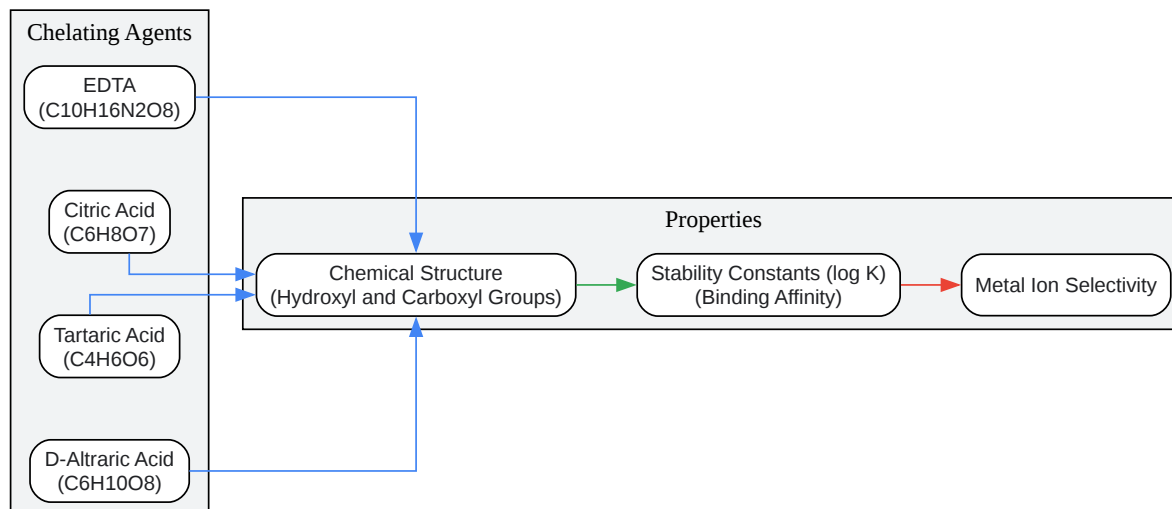 Chelating Agents
EDTA
(C10H16N2O8)
Citric Acid
(C6H8O7)
Tartaric Acid
(C4H6O6)
D-Altraric Acid
(C6H10O8)
Properties
Chemical Structure
(Hydroxyl and Carboxyl Groups)
Stability Constants (log K)
(Binding Affinity)
Metal Ion Selectivity